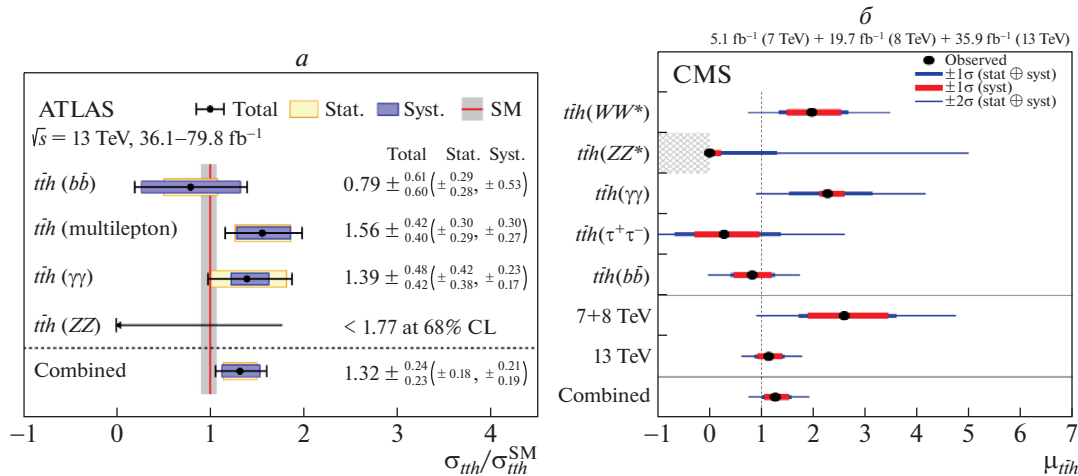 а
ATLAS
Total Stat. Syst. SM
√s = 13 TeV, 36.1–79.8 fb⁻¹
Total Stat. Syst.
tt̄h (bb̄) 0.79 ± 0.61 0.60 (± 0.29 0.28, ± 0.53)
tt̄h (multilepton) 1.56 ± 0.42 0.40 (± 0.30 0.29, ± 0.30 0.27)
tt̄h (γγ) 1.39 ± 0.48 0.42 (± 0.42 0.38, ± 0.23 0.17)
tt̄h (ZZ) < 1.77 at 68% CL
Combined 1.32 ± 0.24 0.23 (± 0.18, ± 0.21 0.19)
−1 0 1 2 3 4
σtth/σtthSM
б
5.1 fb⁻¹ (7 TeV) + 19.7 fb⁻¹ (8 TeV) + 35.9 fb⁻¹ (13 TeV)
CMS
Observed
±1σ (stat ⊕ syst)
±1σ (syst)
±2σ (stat ⊕ syst)
tt̄h(WW*)
tt̄h(ZZ*)
tt̄h(γγ)
tt̄h(τ⁺τ⁻)
tt̄h(bb̄)
7+8 TeV
13 TeV
Combined
−1 0 1 2 3 4 5 6 7
μtt̄h